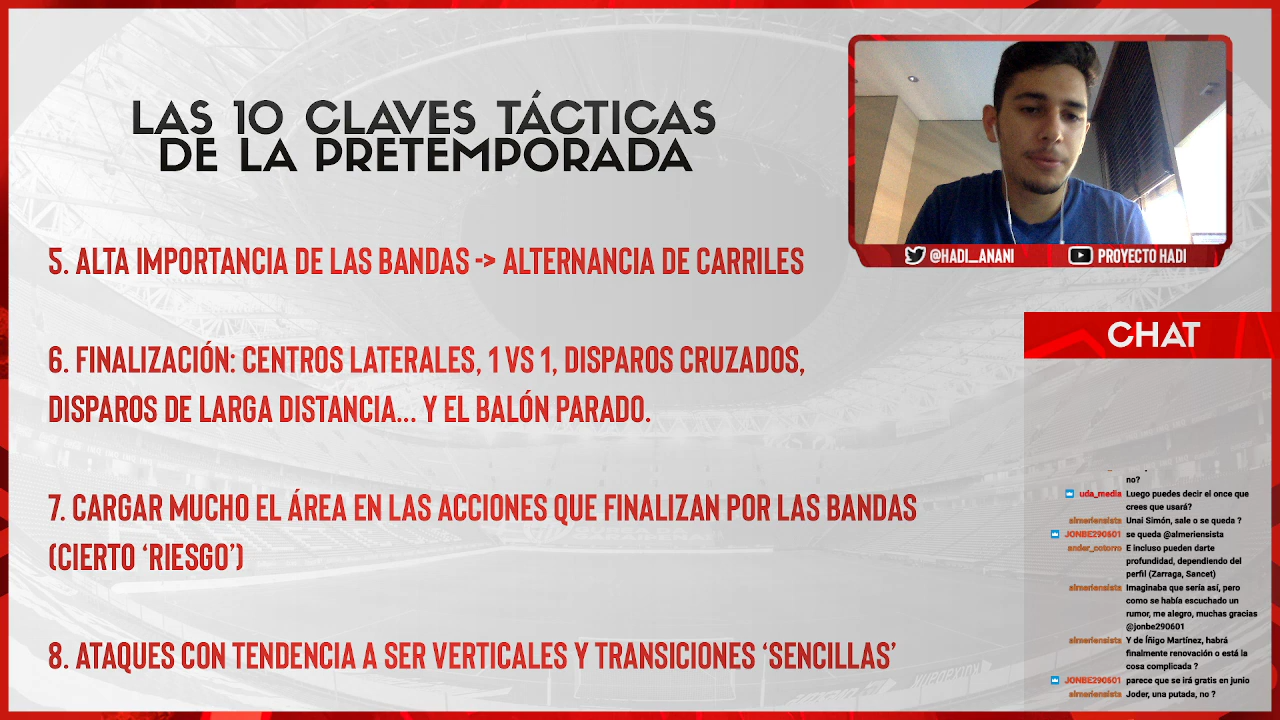 LAS 10 CLAVES TÁCTICAS
DE LA PRETEMPORADA
5. ALTA IMPORTANCIA DE LAS BANDAS -> ALTERNANCIA DE CARRILES
6. FINALIZACIÓN: CENTROS LATERALES, 1 VS 1, DISPAROS CRUZADOS,
DISPAROS DE LARGA DISTANCIA... Y EL BALÓN PARADO.
7. CARGAR MUCHO EL ÁREA EN LAS ACCIONES QUE FINALIZAN POR LAS BANDAS
(CIERTO ‘RIESGO’)
8. ATAQUES CON TENDENCIA A SER VERTICALES Y TRANSICIONES ‘SENCILLAS’
@HADI_ANANI PROYECTO HADI
CHAT
no?
uda_media Luego puedes decir el once que
crees que usará?
almeriensista Unai Simón, sale o se queda ?
JONBE290601 se queda @almeriensista
ander_cotorro E incluso pueden darte
profundidad, dependiendo del
perfil (Zarraga, Sancet)
almeriensista Imaginaba que sería así, pero
como se había escuchado un
rumor, me alegro, muchas gracias
@jonbe290601
almeriensista Y de Íñigo Martínez, habrá
finalmente renovación o está la
cosa complicada ?
JONBE290601 parece que se irá gratis en junio
almeriensista Joder, una putada, no ?